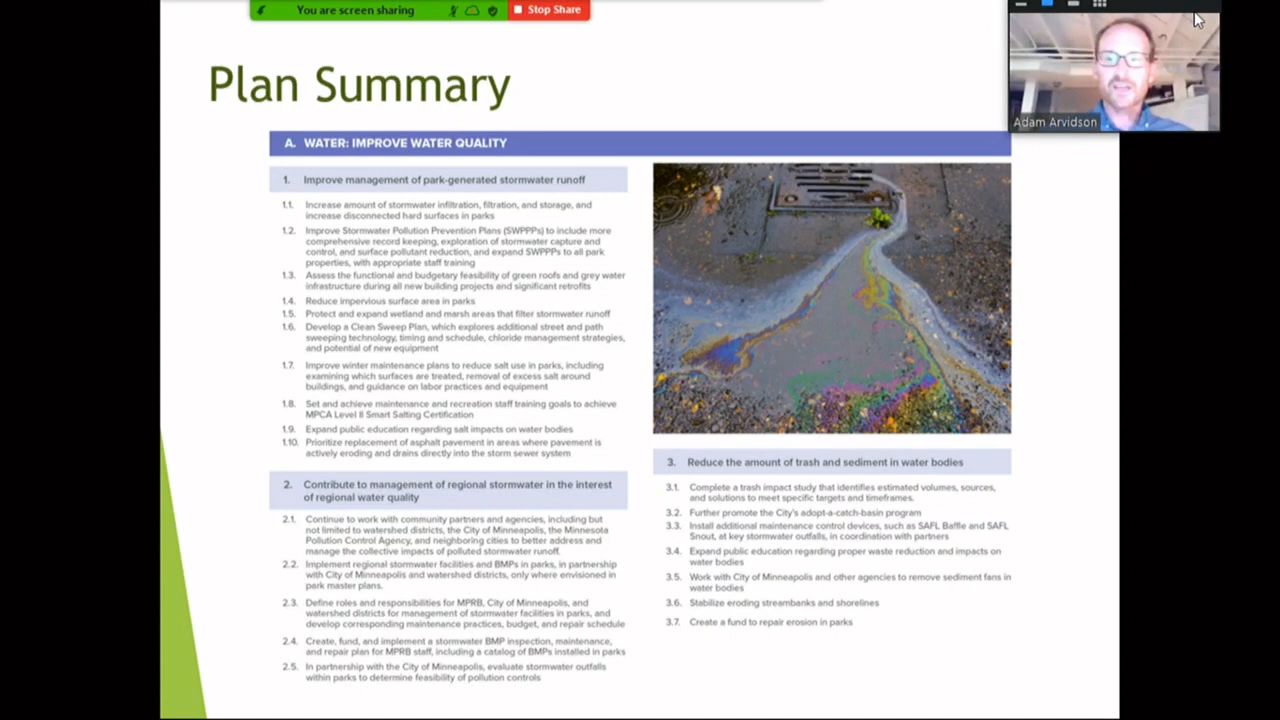 You are screen sharing
Stop Share
Adam Arvidson
Plan Summary
A. WATER: IMPROVE WATER QUALITY
1. Improve management of park-generated stormwater runoff
1.1. Increase amount of stormwater infiltration, filtration, and storage, and
increase disconnected hard surfaces in parks
1.2. Improve Stormwater Pollution Prevention Plans (SWPPPs) to include more
comprehensive record keeping, exploration of stormwater capture and
control, and surface pollutant reduction, and expand SWPPPs to all park
properties, with appropriate staff training
1.3. Assess the functional and budgetary feasibility of green roofs and grey water
infrastructure during all new building projects and significant retrofits
1.4. Reduce impervious surface area in parks
1.5. Protect and expand wetland and marsh areas that filter stormwater runoff
1.6. Develop a Clean Sweep Plan, which explores additional street and path
sweeping technology, timing and schedule, chloride management strategies,
and potential of new equipment
1.7. Improve winter maintenance plans to reduce salt use in parks, including
examining which surfaces are treated, removal of excess salt around
buildings, and guidance on labor practices and equipment
1.8. Set and achieve maintenance and recreation staff training goals to achieve
MPCA Level II Smart Salting Certification
1.9. Expand public education regarding salt impacts on water bodies
1.10. Prioritize replacement of asphalt pavement in areas where pavement is
actively eroding and drains directly into the storm sewer system
2. Contribute to management of regional stormwater in the interest
of regional water quality
2.1. Continue to work with community partners and agencies, including but
not limited to watershed districts, the City of Minneapolis, the Minnesota
Pollution Control Agency, and neighboring cities to better address and
manage the collective impacts of polluted stormwater runoff.
2.2. Implement regional stormwater facilities and BMPs in parks, in partnership
with City of Minneapolis and watershed districts, only where envisioned in
park master plans.
2.3. Define roles and responsibilities for MPRB, City of Minneapolis, and
watershed districts for management of stormwater facilities in parks, and
develop corresponding maintenance practices, budget, and repair schedule
2.4. Create, fund, and implement a stormwater BMP inspection, maintenance,
and repair plan for MPRB staff, including a catalog of BMPs installed in parks
2.5. In partnership with the City of Minneapolis, evaluate stormwater outfalls
within parks to determine feasibility of pollution controls
3. Reduce the amount of trash and sediment in water bodies
3.1. Complete a trash impact study that identifies estimated volumes, sources,
and solutions to meet specific targets and timeframes.
3.2. Further promote the City's adopt-a-catch-basin program
3.3. Install additional maintenance control devices, such as SAFL Baffle and SAFL
Snout, at key stormwater outfalls, in coordination with partners
3.4. Expand public education regarding proper waste reduction and impacts on
water bodies
3.5. Work with City of Minneapolis and other agencies to remove sediment fans in
water bodies
3.6. Stabilize eroding streambanks and shorelines
3.7. Create a fund to repair erosion in parks